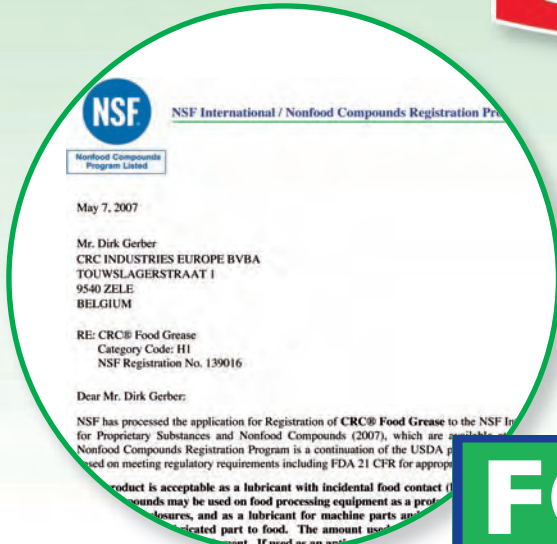 NSF
NSF International / Nonfood Compounds Registration
Nonfood Compounds
Program Listed
May 7, 2007
Mr. Dirk Gerber
CRC INDUSTRIES EUROPE BVBA
TOUWSLAGERSTRAAT 1
9540 ZELE
BELGIUM
RE: CRC® Food Grease
Category Code: H1
NSF Registration No. 139016
Dear Mr. Dirk Gerber:
NSF has processed the application for Registration of CRC® Food Grease to the NSF
for Proprietary Substances and Nonfood Compounds (2007), which are
Nonfood Compounds Registration Program is a continuation of the USDA
based on meeting regulatory requirements including FDA 21 CFR for
product is acceptable as a lubricant with incidental food contact
may be used on food processing equipment as a
and as a lubricant for machine parts
part to food. The amount used
If used as an